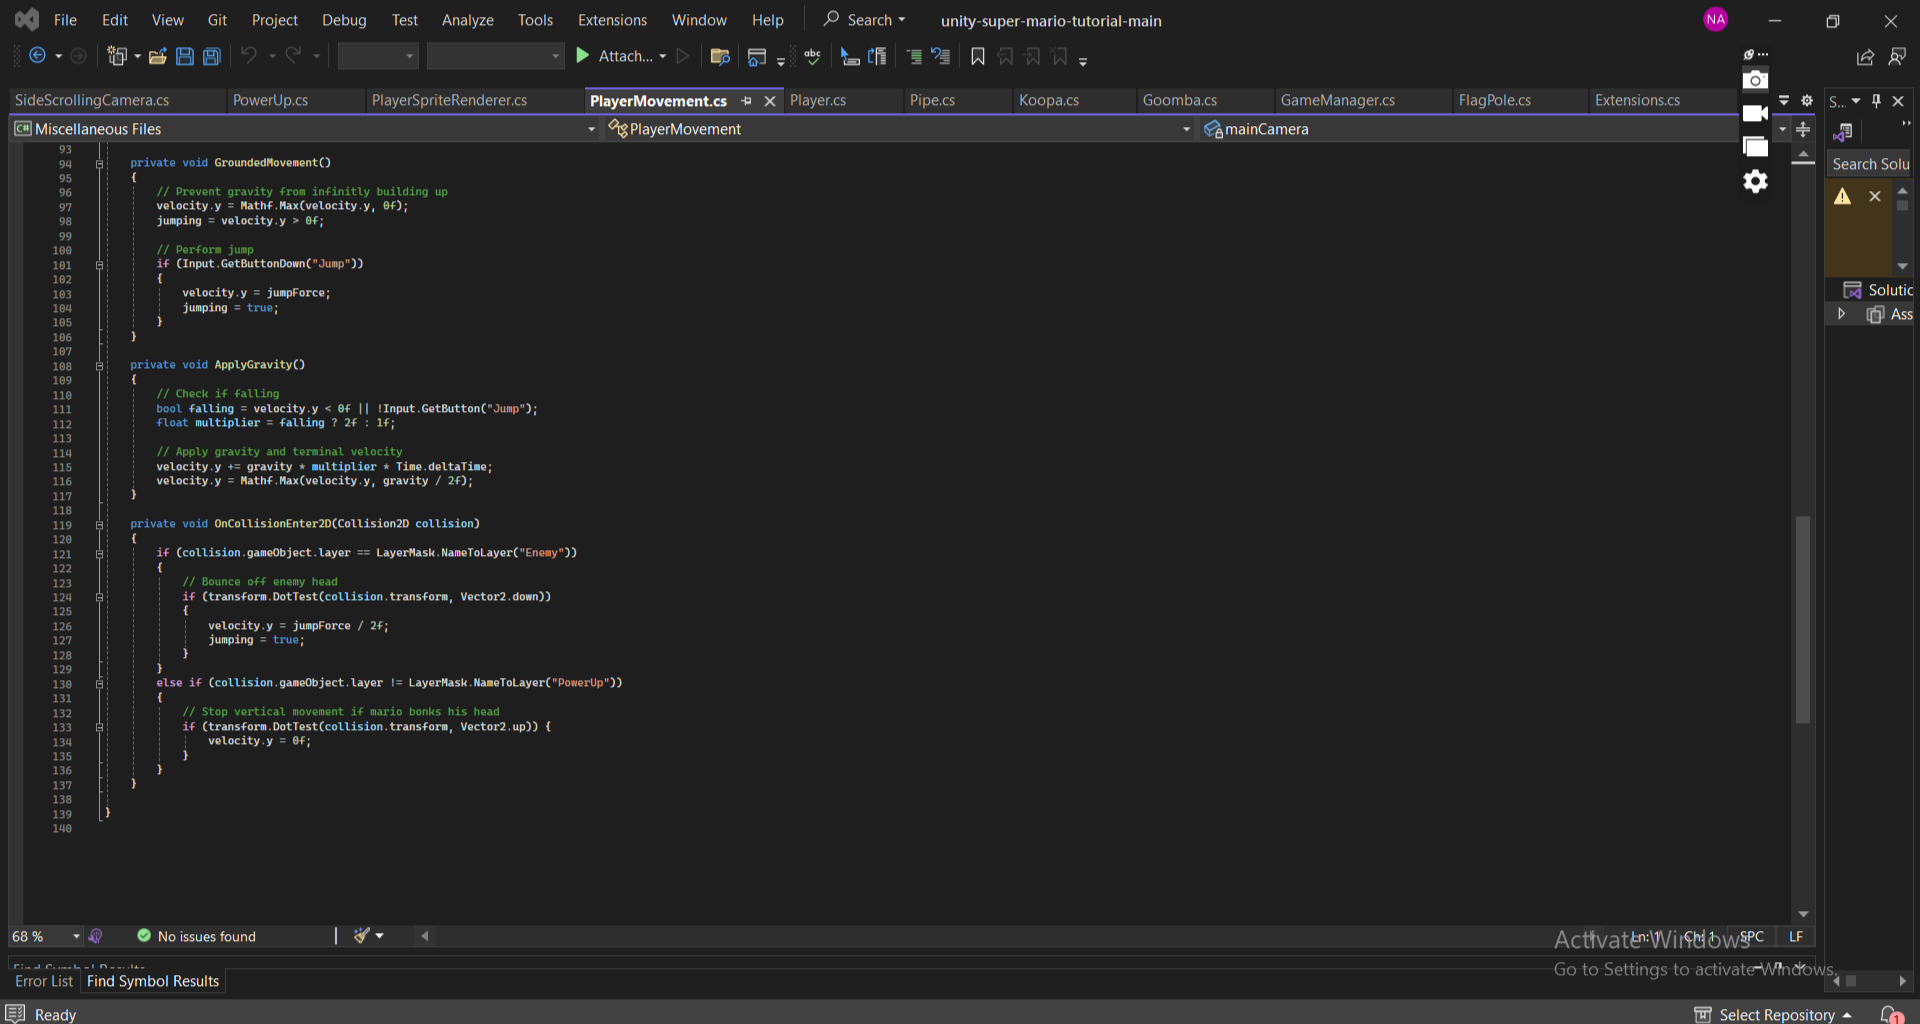 File Edit View Git Project Debug Test Analyze Tools Extensions Window Help Search unity-super-mario-tutorial-main NA
Attach...
abc
SideScrollingCamera.cs PowerUp.cs PlayerSpriteRenderer.cs PlayerMovement.cs Player.cs Pipe.cs Koopa.cs Goomba.cs GameManager.cs FlagPole.cs Extensions.cs S...
C# Miscellaneous Files PlayerMovement mainCamera
Search Solu
Solutic
Ass
93
94 private void GroundedMovement()
95 {
96 // Prevent gravity from infinitly building up
97 velocity.y = Mathf.Max(velocity.y, 0f);
98 jumping = velocity.y > 0f;
99
100 // Perform jump
101 if (Input.GetButtonDown("Jump"))
102 {
103 velocity.y = jumpForce;
104 jumping = true;
105 }
106 }
107
108 private void ApplyGravity()
109 {
110 // Check if falling
111 bool falling = velocity.y < 0f || !Input.GetButton("Jump");
112 float multiplier = falling ? 2f : 1f;
113
114 // Apply gravity and terminal velocity
115 velocity.y += gravity * multiplier * Time.deltaTime;
116 velocity.y = Mathf.Max(velocity.y, gravity / 2f);
117 }
118
119 private void OnCollisionEnter2D(Collision2D collision)
120 {
121 if (collision.gameObject.layer == LayerMask.NameToLayer("Enemy"))
122 {
123 // Bounce off enemy head
124 if (transform.DotTest(collision.transform, Vector2.down))
125 {
126 velocity.y = jumpForce / 2f;
127 jumping = true;
128 }
129 }
130 else if (collision.gameObject.layer != LayerMask.NameToLayer("PowerUp"))
131 {
132 // Stop vertical movement if mario bonks his head
133 if (transform.DotTest(collision.transform, Vector2.up)) {
134 velocity.y = 0f;
135 }
136 }
137 }
138
139 }
140
68 % No issues found Ln: 1 Ch: 1 SPC LF
Activate Windows
Go to Settings to activate Windows.
Find Symbol Results
Error List Find Symbol Results
Ready Select Repository 1